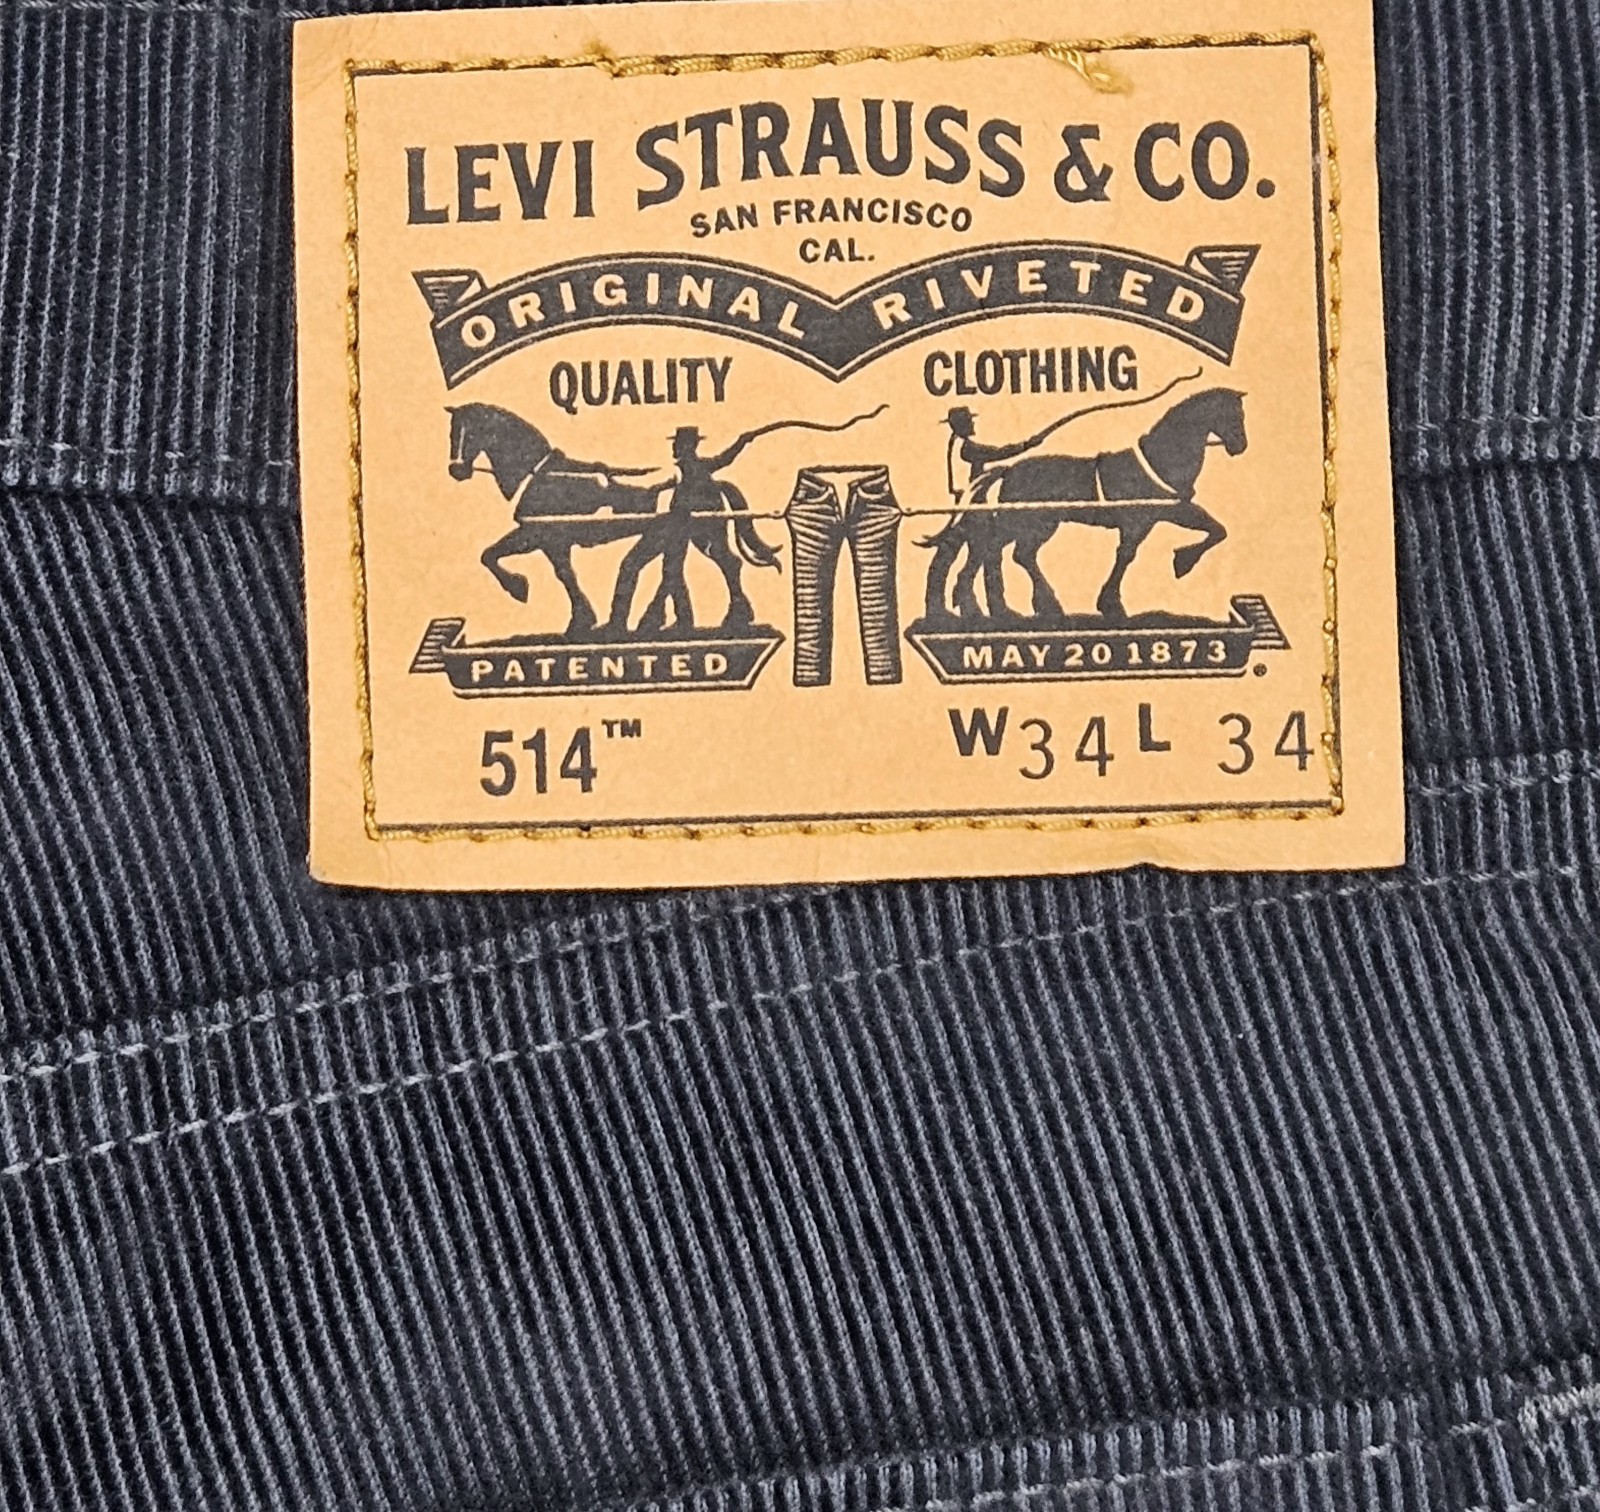 LEVI STRAUSS & CO.
SAN FRANCISCO
CAL.
ORIGINAL RIVETED
QUALITY CLOTHING
PATENTED MAY 20 1873 ®
514™ W34 L 34